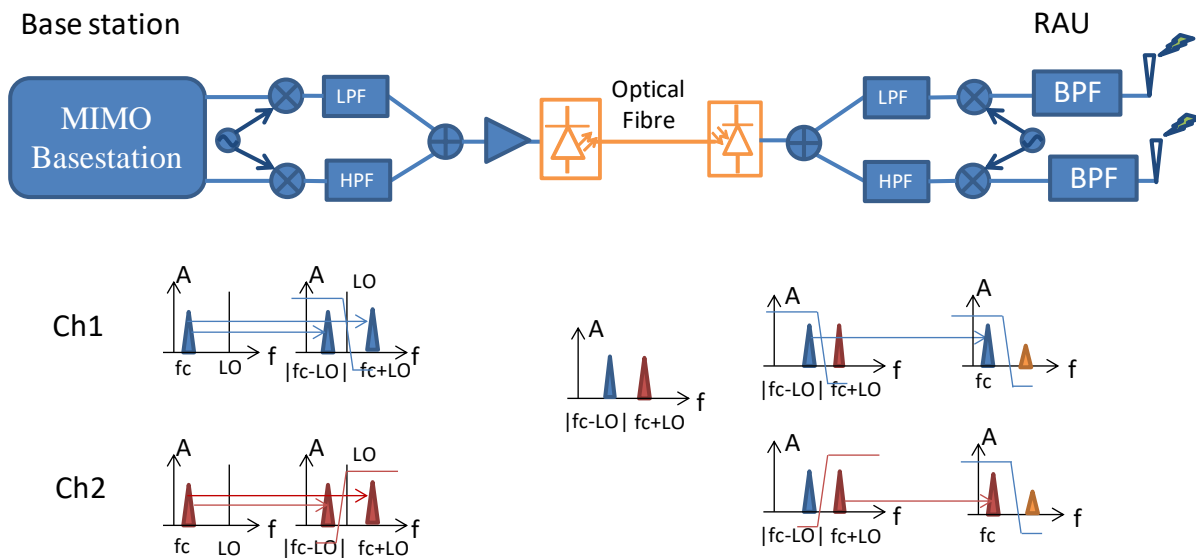 Base station
RAU
MIMO
Basestation
LPF
HPF
Optical
Fibre
LPF
HPF
BPF
BPF
Ch1
A
fc
LO
f
A
LO
|fc-LO|
fc+LO
f
A
|fc-LO|
fc+LO
f
A
|fc-LO|
fc+LO
f
A
fc
f
Ch2
A
fc
LO
f
A
LO
|fc-LO|
fc+LO
f
A
|fc-LO|
fc+LO
f
A
fc
f